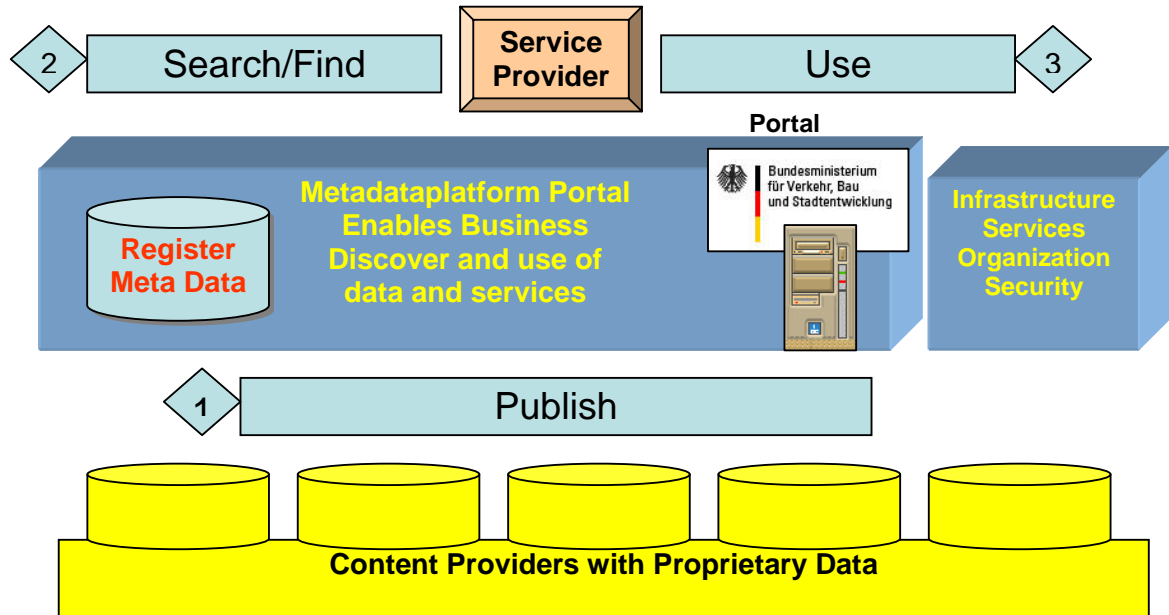 2
Search/Find
Service
Provider
Use
3
Portal
Bundesministerium
für Verkehr, Bau
und Stadtentwicklung
Register
Meta Data
Metadataplatform Portal
Enables Business
Discover and use of
data and services
Infrastructure
Services
Organization
Security
1
Publish
Content Providers with Proprietary Data